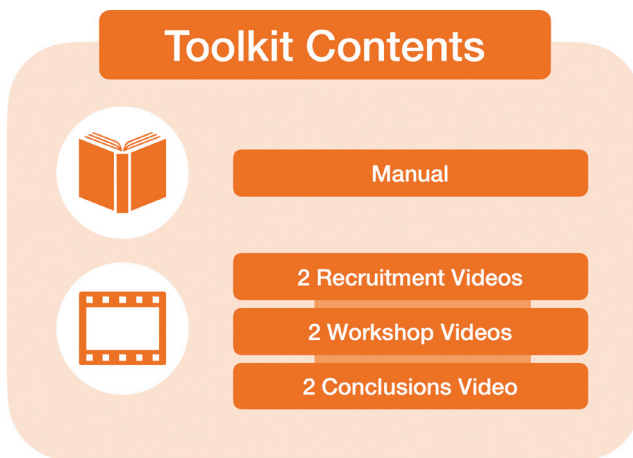 Toolkit Contents
Manual
2 Recruitment Videos
2 Workshop Videos
2 Conclusions Video